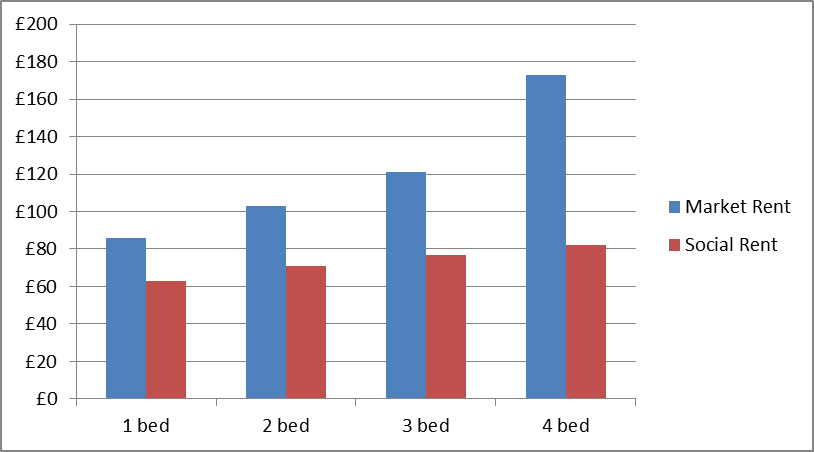 £200
£180
£160
£140
£120
£100
£80
£60
£40
£20
£0
1 bed
2 bed
3 bed
4 bed
Market Rent
Social Rent